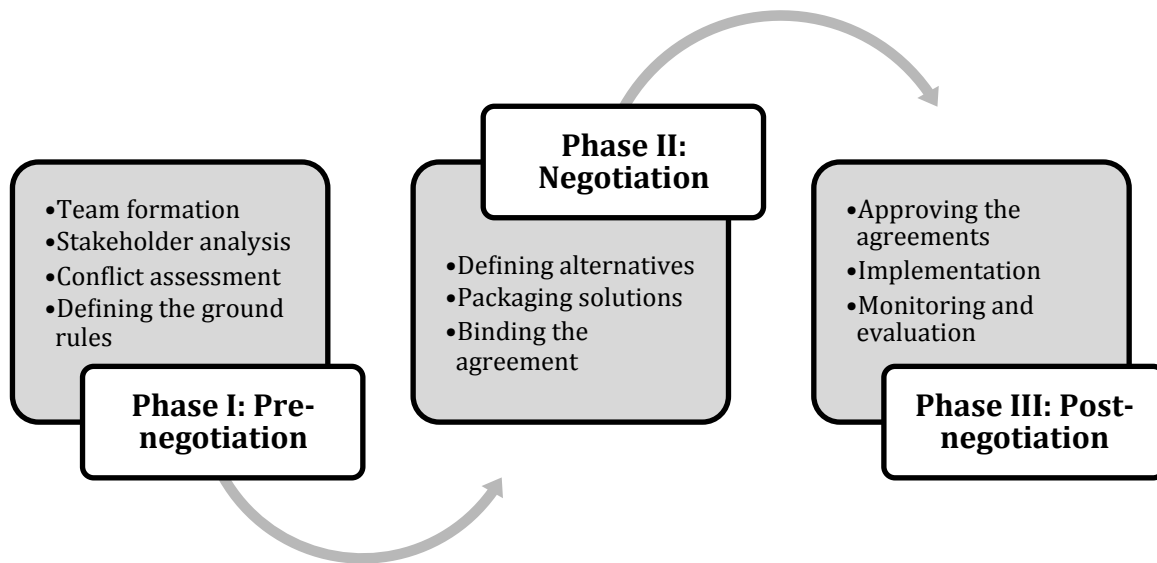 •Team formation
•Stakeholder analysis
•Conflict assessment
•Defining the ground
rules
Phase I: Pre-
negotiation
Phase II:
Negotiation
•Defining alternatives
•Packaging solutions
•Binding the
agreement
•Approving the
agreements
•Implementation
•Monitoring and
evaluation
Phase III: Post-
negotiation